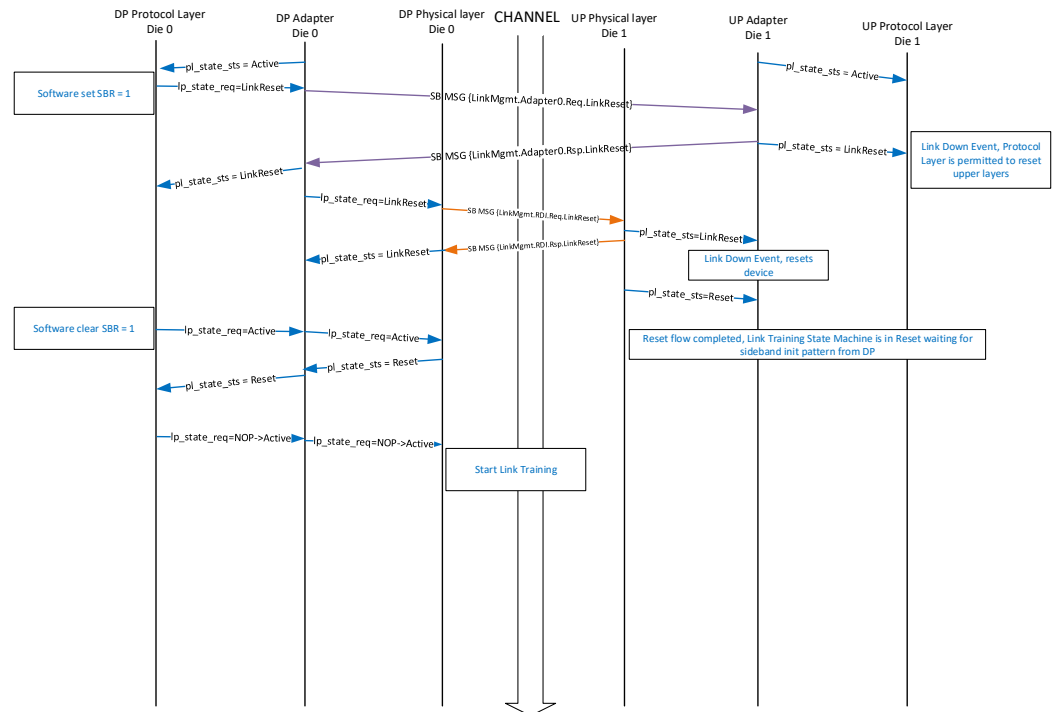 DP Protocol Layer
Die 0
DP Adapter
Die 0
DP Physical layer
Die 0
CHANNEL
UP Physical layer
Die 1
UP Adapter
Die 1
UP Protocol Layer
Die 1
pl_state_sts = Active
pl_state_sts = Active
Software set SBR = 1
lp_state_req=LinkReset
SB MSG {LinkMgmt.Adapter0.Req.LinkReset}
SB MSG {LinkMgmt.Adapter0.Rsp.LinkReset}
pl_state_sts = LinkReset
Link Down Event, Protocol
Layer is permitted to reset
upper layers
pl_state_sts = LinkReset
lp_state_req=LinkReset
SB MSG {LinkMgmt.RDI.Req.LinkReset}
pl_state_sts=LinkReset
SB MSG {LinkMgmt.RDI.Rsp.LinkReset}
pl_state_sts = LinkReset
Link Down Event, resets
device
pl_state_sts=Reset
Software clear SBR = 1
lp_state_req=Active
lp_state_req=Active
Reset flow completed, Link Training State Machine is in Reset waiting for
sideband init pattern from DP
pl_state_sts = Reset
pl_state_sts = Reset
lp_state_req=NOP->Active
lp_state_req=NOP->Active
Start Link Training